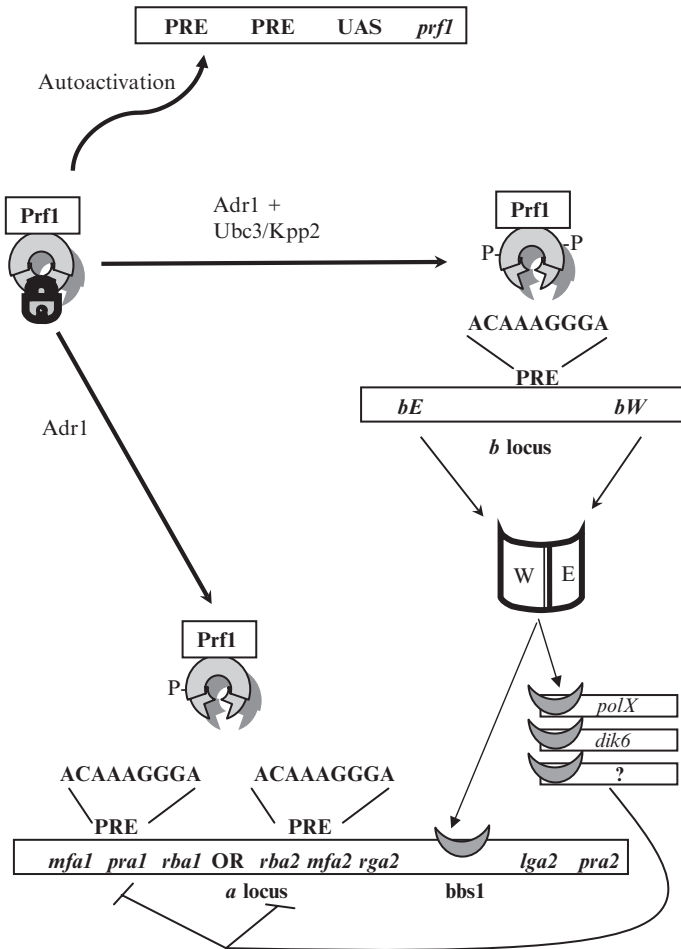 PRE PRE UAS prf1
Autoactivation
Prf1
Adr1 +
Ubc3/Kpp2
Prf1
P- -P
ACAAAGGGA
PRE
bE bW
b locus
Adr1
W E
Prf1
P-
polX
dik6
?
ACAAAGGGA ACAAAGGGA
PRE PRE
mfa1 pra1 rba1 OR rba2 mfa2 rga2 lga2 pra2
a locus bbs1